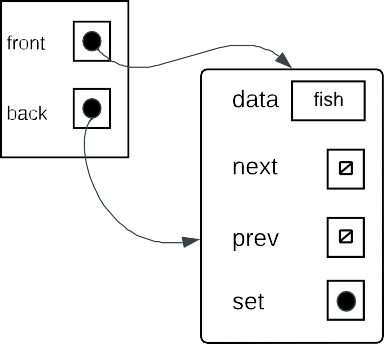 front
back
data fish
next
prev
set